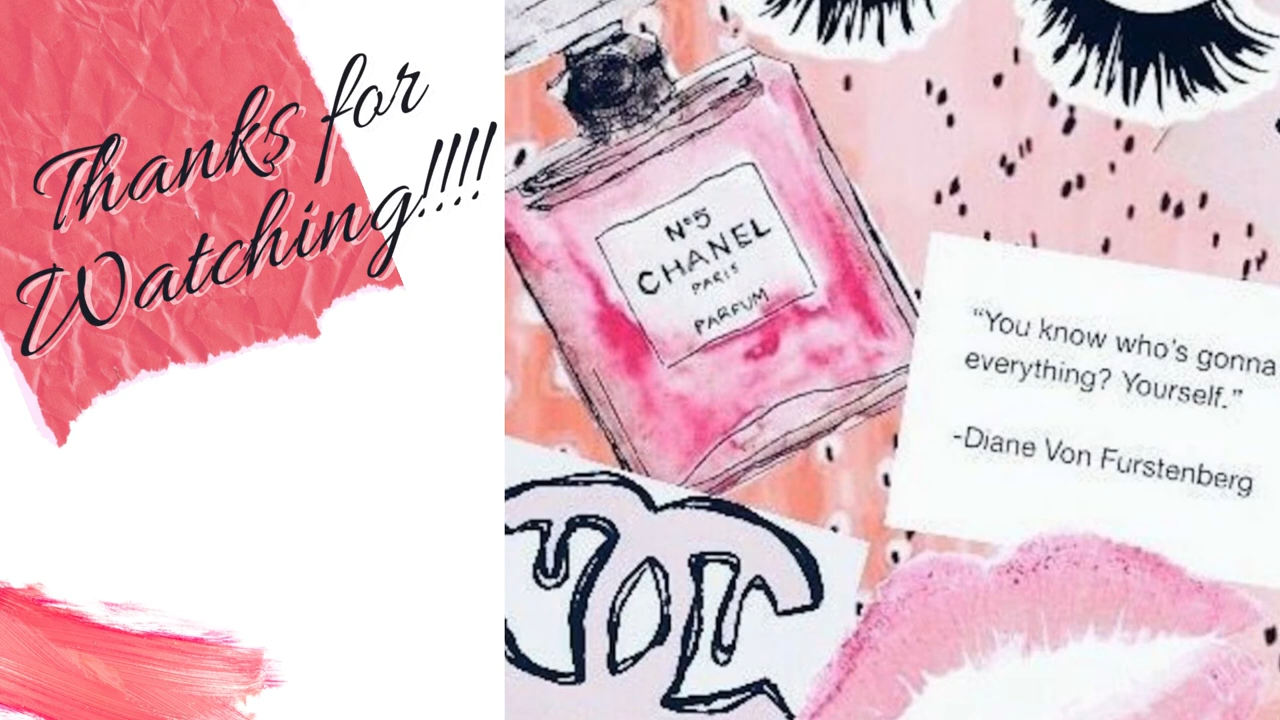 Thanks for
Watching!!!!
N°5
CHANEL
PARIS
PARFUM
“You know who’s gonna
everything? Yourself.”
-Diane Von Furstenberg